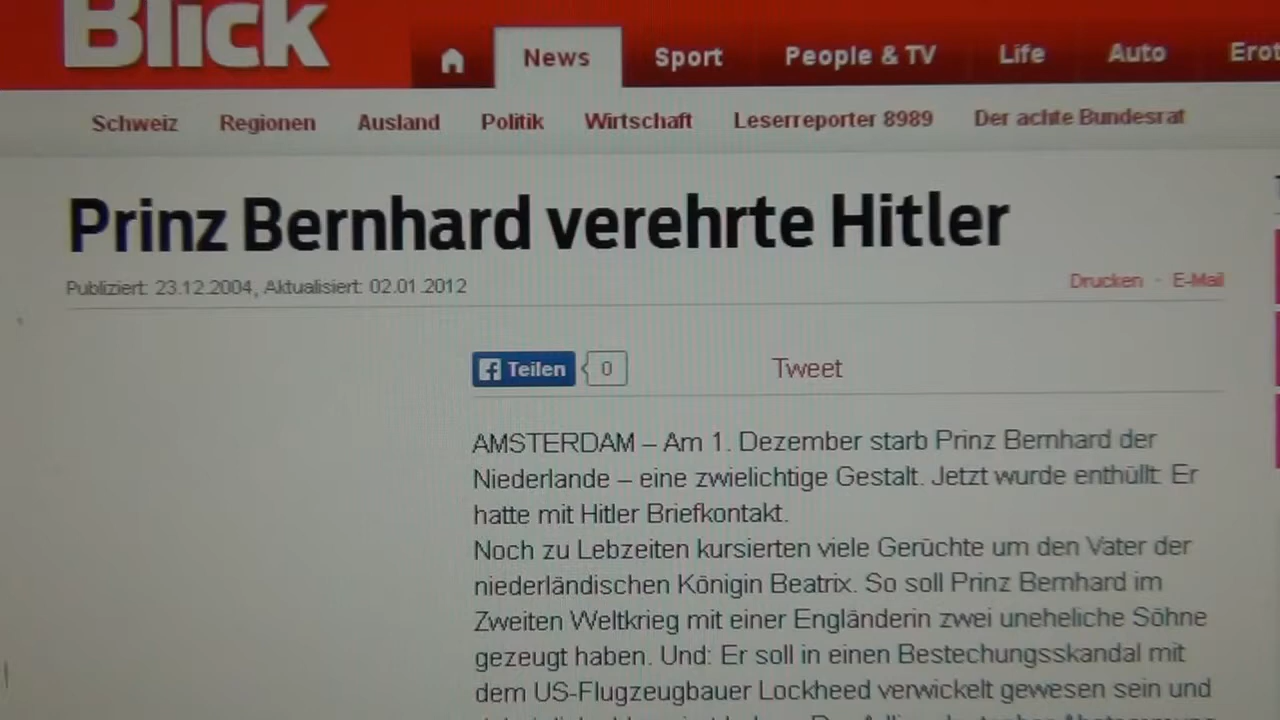 Blick
News Sport People & TV Life Auto
Schweiz Regionen Ausland Politik Wirtschaft Leserreporter 8989 Der achte Bundesrat
Prinz Bernhard verehrte Hitler
Publiziert: 23.12.2004, Aktualisiert: 02.01.2012
Drucken - E-Mail
Teilen 0 Tweet
AMSTERDAM – Am 1. Dezember starb Prinz Bernhard der
Niederlande – eine zwielichtige Gestalt. Jetzt wurde enthüllt: Er
hatte mit Hitler Briefkontakt.
Noch zu Lebzeiten kursierten viele Gerüchte um den Vater der
niederländischen Königin Beatrix. So soll Prinz Bernhard im
Zweiten Weltkrieg mit einer Engländerin zwei uneheliche Söhne
gezeugt haben. Und: Er soll in einen Bestechungsskandal mit
dem US-Flugzeugbauer Lockheed verwickelt gewesen sein und